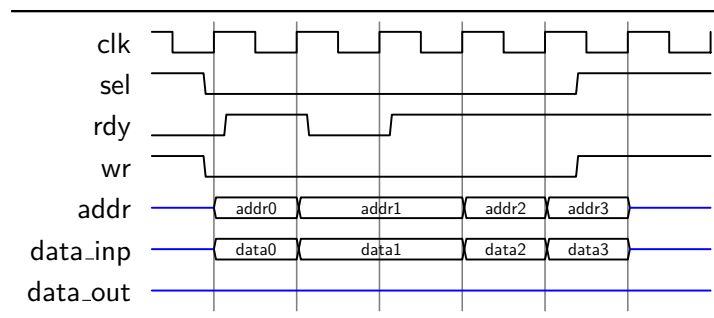 clk
sel
rdy
wr
addr addr0 addr1 addr2 addr3
data_inp data0 data1 data2 data3
data_out